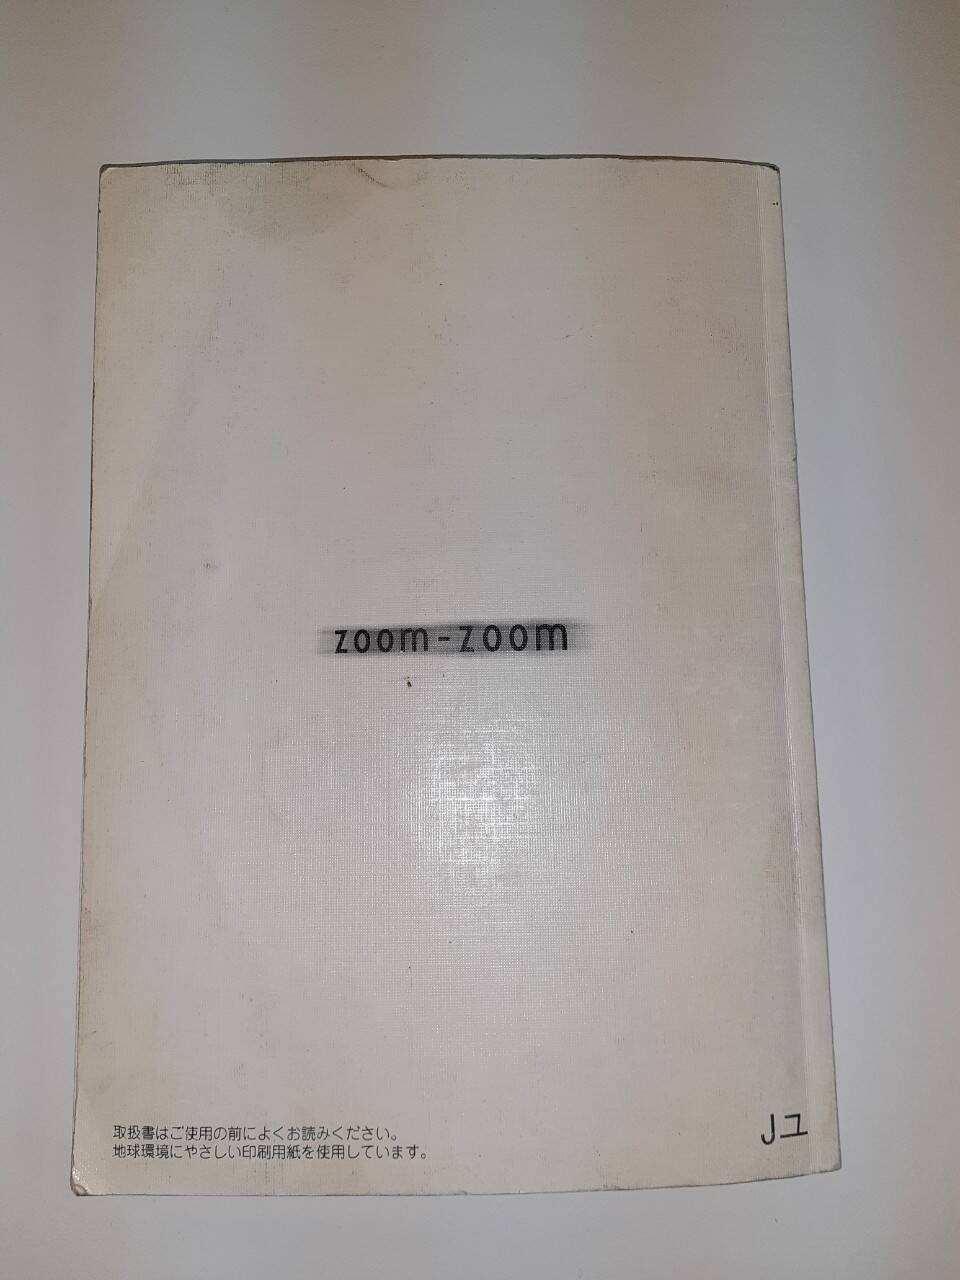 zoom-zoom
取扱書はご使用の前によくお読みください。
地球環境にやさしい印刷用紙を使用しています。
Jユ